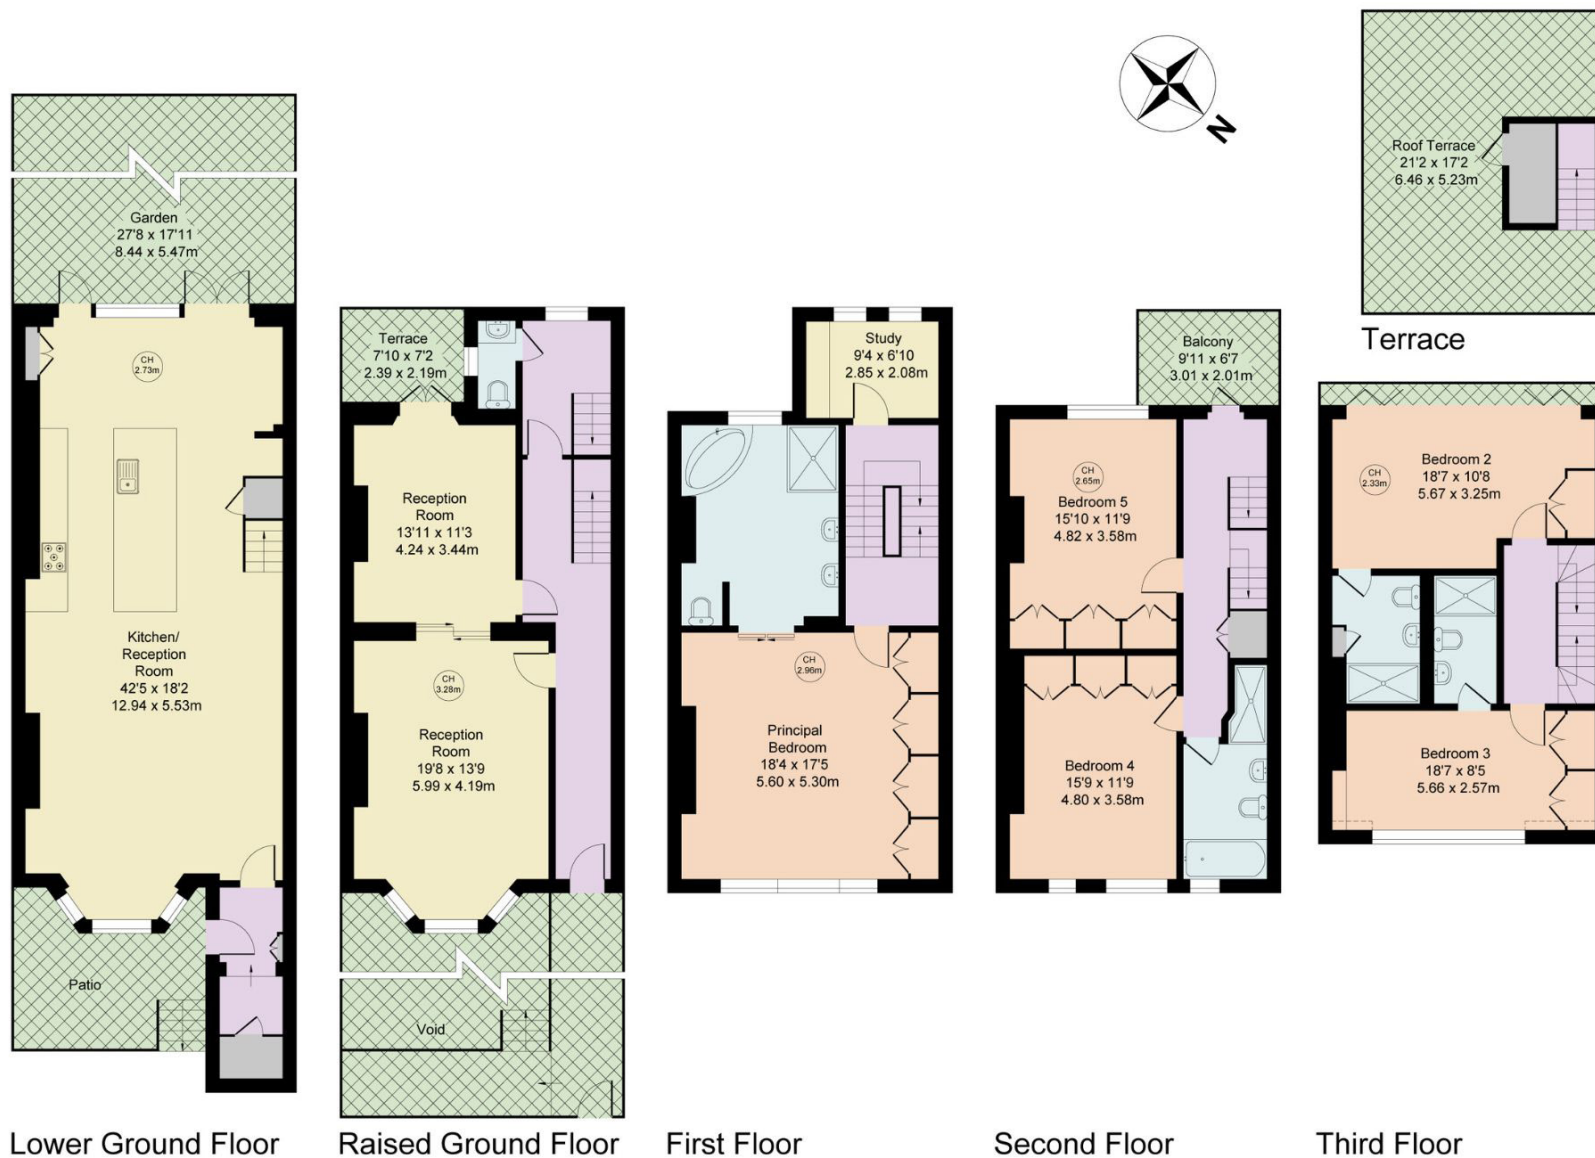 N
Roof Terrace
21'2 x 17'2
6.46 x 5.23m
Terrace
Garden
27'8 x 17'11
8.44 x 5.47m
CH
2.73m
Kitchen/
Reception
Room
42'5 x 18'2
12.94 x 5.53m
Patio
Lower Ground Floor
Terrace
7'10 x 7'2
2.39 x 2.19m
Reception
Room
13'11 x 11'3
4.24 x 3.44m
CH
3.28m
Reception
Room
19'8 x 13'9
5.99 x 4.19m
Void
Raised Ground Floor
Study
9'4 x 6'10
2.85 x 2.08m
CH
2.96m
Principal
Bedroom
18'4 x 17'5
5.60 x 5.30m
First Floor
Balcony
9'11 x 6'7
3.01 x 2.01m
CH
2.65m
Bedroom 5
15'10 x 11'9
4.82 x 3.58m
Bedroom 4
15'9 x 11'9
4.80 x 3.58m
Second Floor
CH
2.33m
Bedroom 2
18'7 x 10'8
5.67 x 3.25m
Bedroom 3
18'7 x 8'5
5.66 x 2.57m
Third Floor